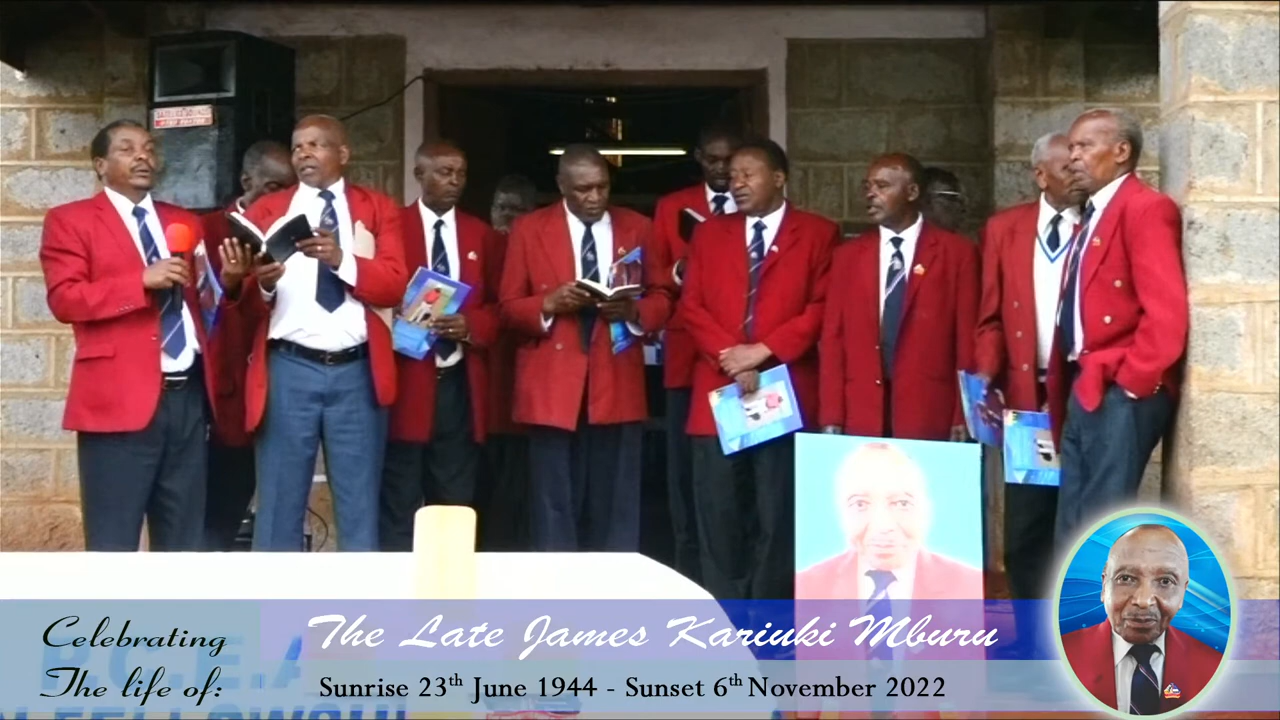 Celebrating
The life of:
The Late James Kariuki Mburu
Sunrise 23th June 1944 - Sunset 6th November 2022